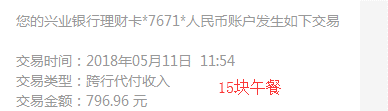 您的兴业银行理财卡*7671*人民币账户发生如下交易
交易时间：2018年05月11日 11:54
交易类型：跨行代付收入
15块午餐
交易金额：796.96 元